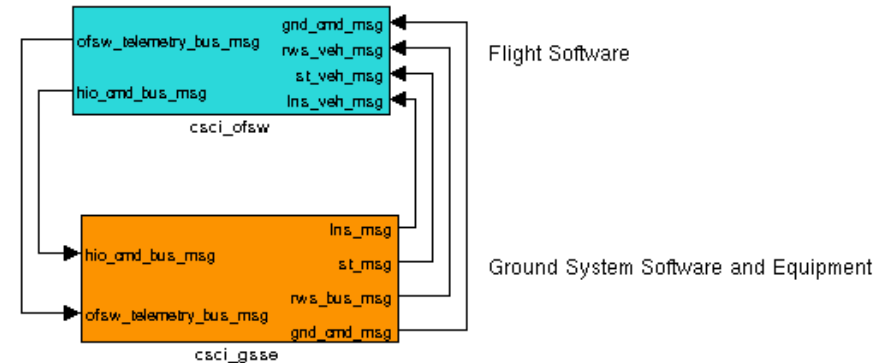 ofsw_telemetry_bus_msg
hio_cmd_bus_msg
gnd_cmd_msg
rws_veh_msg
st_veh_msg
Ins_veh_msg
csci_ofsw
Flight Software
hio_cmd_bus_msg
ofsw_telemetry_bus_msg
Ins_msg
st_msg
rws_bus_msg
gnd_cmd_msg
csci_gsse
Ground System Software and Equipment